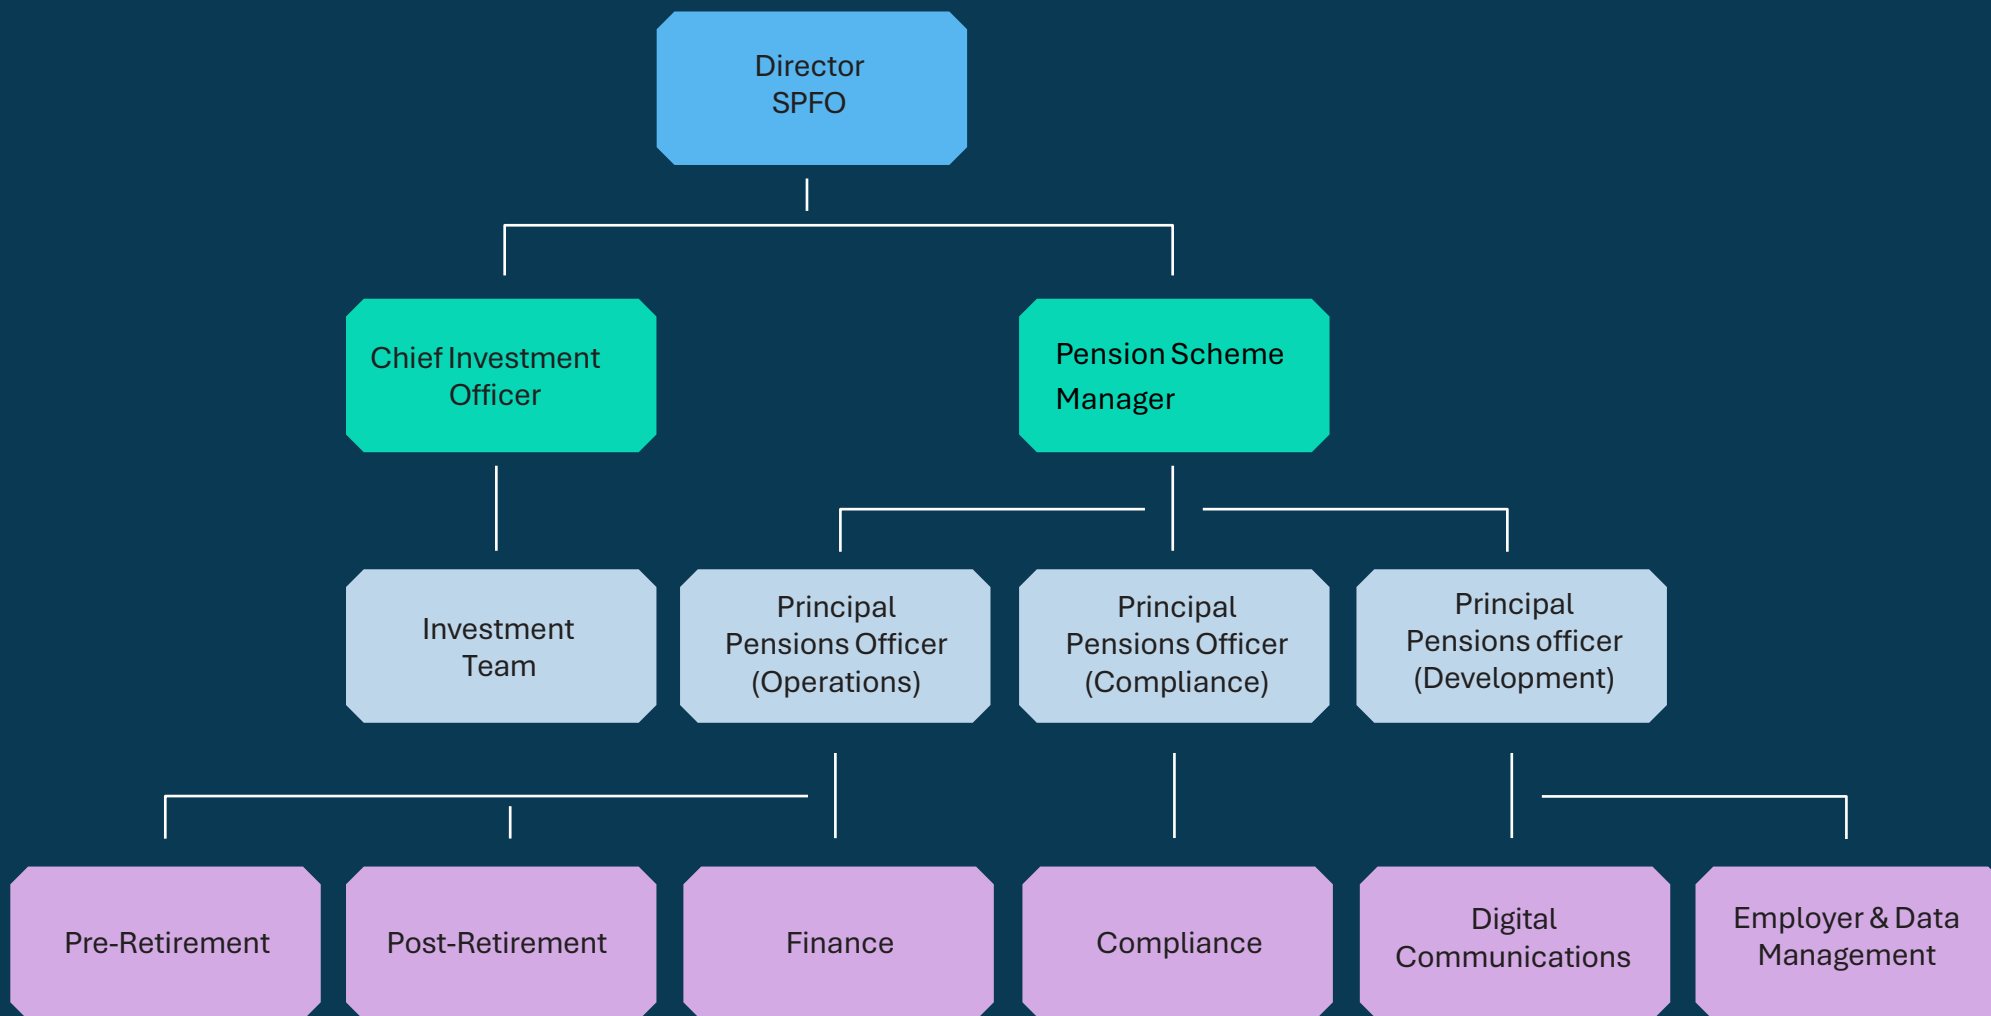 Director
SPFO
Chief Investment
Officer
Pension Scheme
Manager
Investment
Team
Principal
Pensions Officer
(Operations)
Principal
Pensions Officer
(Compliance)
Principal
Pensions officer
(Development)
Pre-Retirement
Post-Retirement
Finance
Compliance
Digital
Communications
Employer & Data
Management